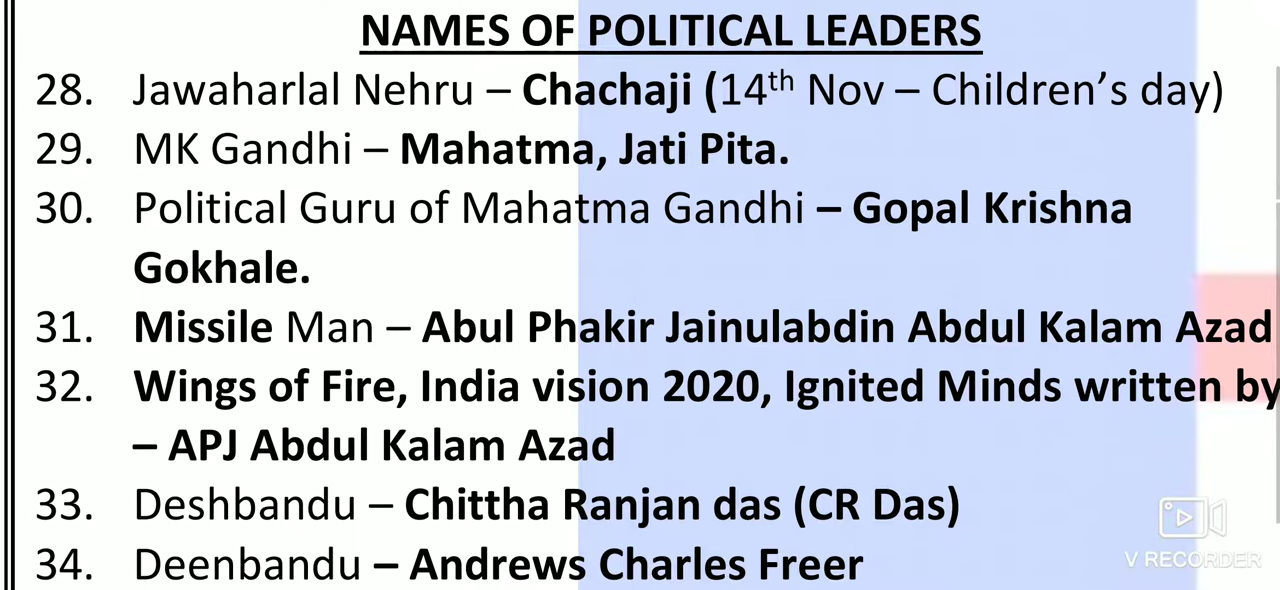 NAMES OF POLITICAL LEADERS
28. Jawaharlal Nehru – Chachaji (14th Nov – Children's day)
29. MK Gandhi – Mahatma, Jati Pita.
30. Political Guru of Mahatma Gandhi – Gopal Krishna
Gokhale.
31. Missile Man – Abul Phakir Jainulabdin Abdul Kalam Azad
32. Wings of Fire, India vision 2020, Ignited Minds written by
– APJ Abdul Kalam Azad
33. Deshbandu – Chittha Ranjan das (CR Das)
34. Deenbandu – Andrews Charles Freer
V RECORDER